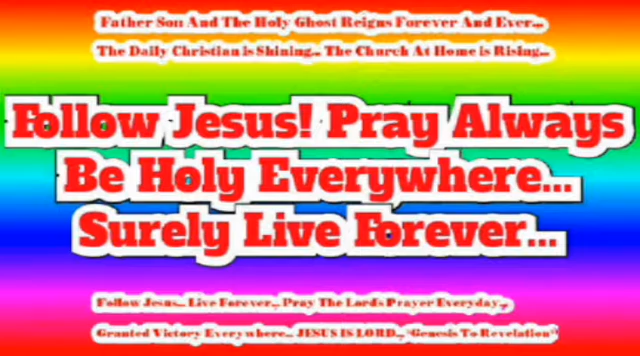 Father Son And The Holy Ghost Reigns Forever And Ever...
The Daily Christian is Shining... The Church At Home is Rising...
Follow Jesus! Pray Always
Be Holy Everywhere...
Surely Live Forever...
Follow Jesus... Live Forever... Pray The Lord's Prayer Everyday...
Granted Victory Everywhere... JESUS IS LORD... "Genesis To Revelation"